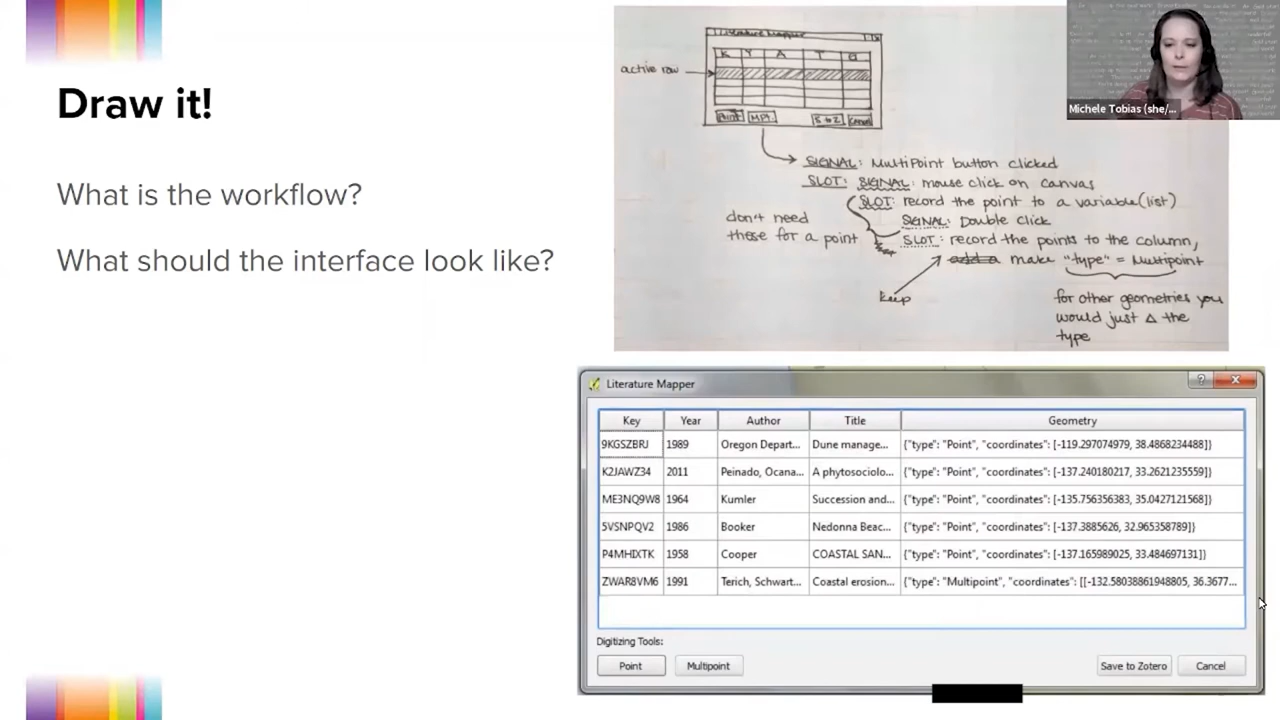 Draw it!
What is the workflow?
What should the interface look like?
Literature Mapper
K Y A T G
active row
Point MPt. S to Z Cancel
SIGNAL: MultiPoint button clicked
SLOT: SIGNAL: mouse click on canvas
SLOT: record the point to a variable (list)
SIGNAL: Double click
SLOT: record the points to the column,
make "type" = Multipoint
don't need
these for a point
keep
for other geometries you
would just Δ the
type
Michele Tobias (she/...
Literature Mapper
Key Year Author Title Geometry
9KGSZBRJ 1989 Oregon Depart... Dune manage... {"type": "Point", "coordinates": [-119.297074979, 38.4868234488]}
K2JAWZ34 2011 Peinado, Ocana... A phytosociolo... {"type": "Point", "coordinates": [-137.240180217, 33.2621235559]}
ME3NQ9W8 1964 Kumler Succession and... {"type": "Point", "coordinates": [-135.756356383, 35.0427121568]}
5VSNPQV2 1986 Booker Nedonna Beac... {"type": "Point", "coordinates": [-137.3885626, 32.965358789]}
P4MHIXTK 1958 Cooper COASTAL SAN... {"type": "Point", "coordinates": [-137.165989025, 33.484697131]}
ZWAR8VM6 1991 Terich, Schwart... Coastal erosion... {"type": "Multipoint", "coordinates": [[-132.58038861948805, 36.3677...
Digitizing Tools:
Point Multipoint Save to Zotero Cancel